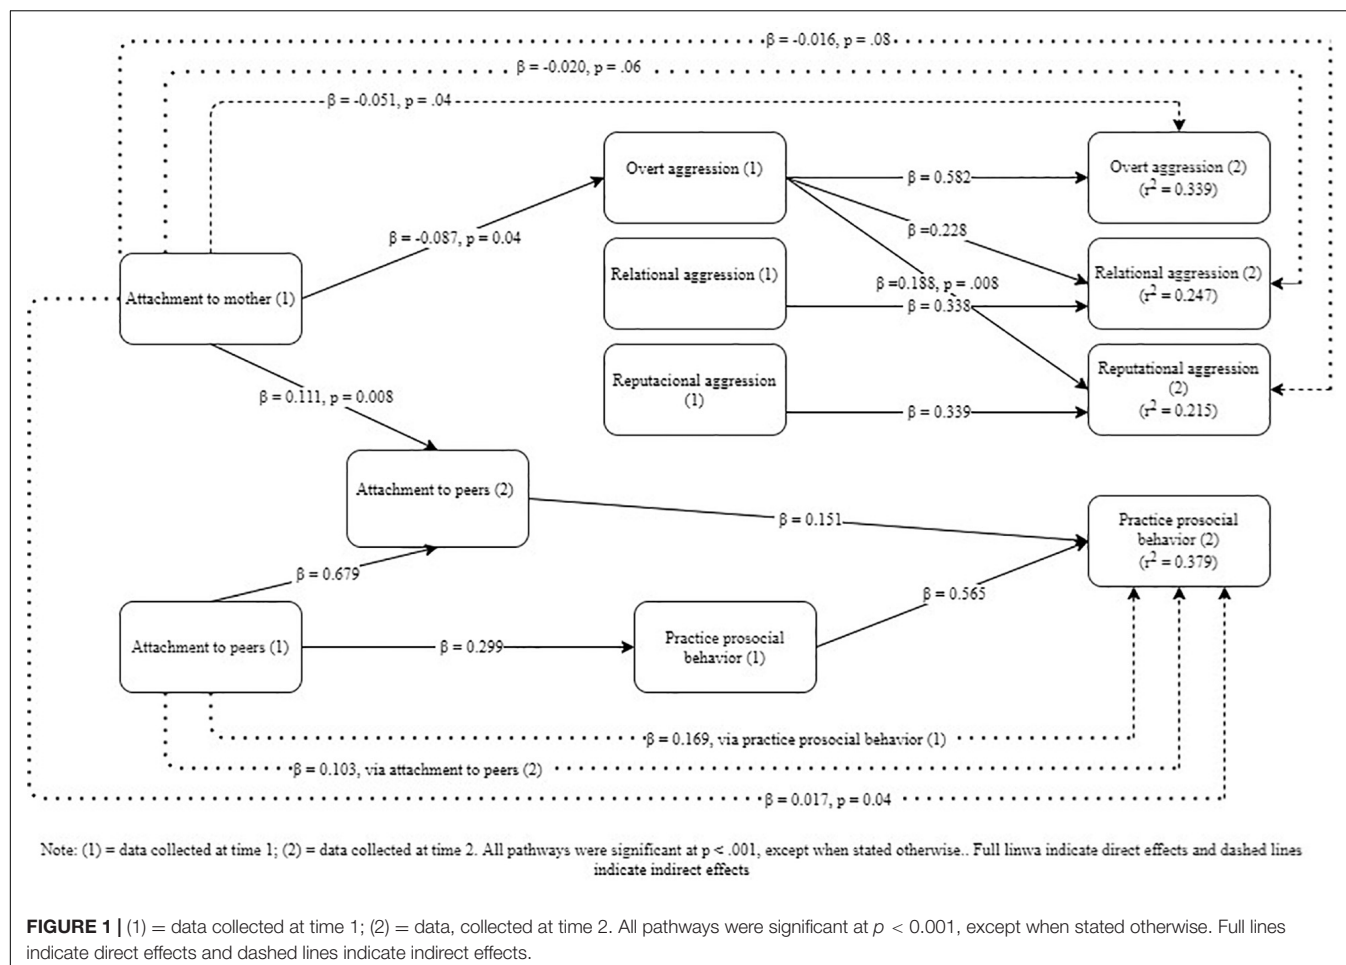 β = -0.016, p = .08
β = -0.020, p = .06
β = -0.051, p = .04
Overt aggression (1)
β = 0.582
Overt aggression (2)
(r² = 0.339)
β = -0.087, p = 0.04
β =0.228
Attachment to mother (1)
Relational aggression (1)
β =0.188, p = .008
β = 0.338
Relational aggression (2)
(r² = 0.247)
β = 0.111, p = 0.008
Reputacional aggression
(1)
β = 0.339
Reputational aggression
(2)
(r² = 0.215)
Attachment to peers (2)
β = 0.151
Practice prosocial
behavior (2)
(r² = 0.379)
β = 0.679
β = 0.565
Attachment to peers (1)
β = 0.299
Practice prosocial
behavior (1)
β = 0.169, via practice prosocial behavior (1)
β = 0.103, via attachment to peers (2)
β = 0.017, p = 0.04
Note: (1) = data collected at time 1; (2) = data collected at time 2. All pathways were significant at p < .001, except when stated otherwise.. Full linwa indicate direct effects and dashed lines
indicate indirect effects
FIGURE 1 | (1) = data collected at time 1; (2) = data, collected at time 2. All pathways were significant at p < 0.001, except when stated otherwise. Full lines
indicate direct effects and dashed lines indicate indirect effects.